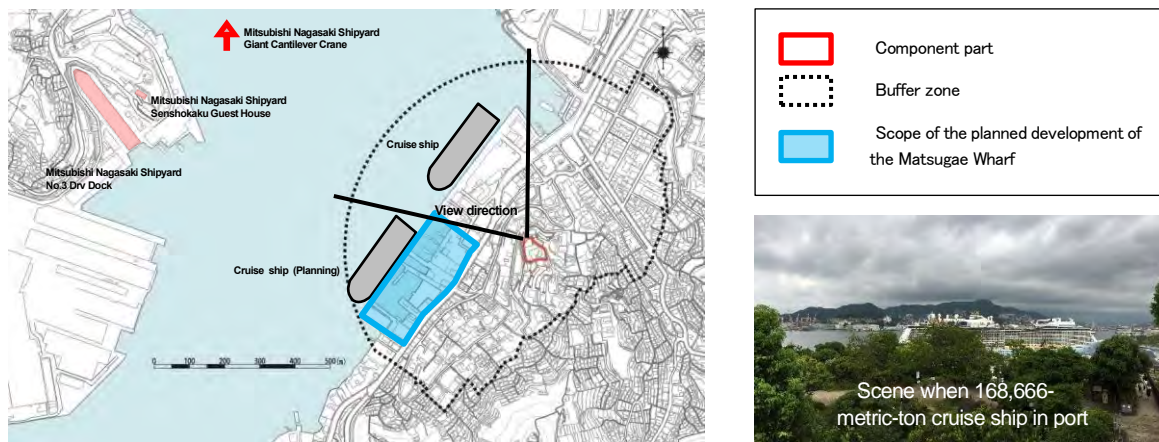 Mitsubishi Nagasaki Shipyard
Giant Cantilever Crane
Mitsubishi Nagasaki Shipyard
Senshokaku Guest House
Mitsubishi Nagasaki Shipyard
No.3 Drv Dock
Cruise ship
View direction
Cruise ship (Planning)
0 100 200 300 400 500 (m)
Component part
Buffer zone
Scope of the planned development of
the Matsugae Wharf
Scene when 168,666-
metric-ton cruise ship in port